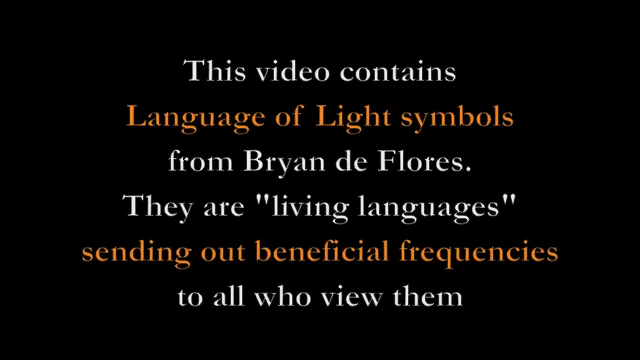 This video contains
Language of Light symbols
from Bryan de Flores.
They are "living languages"
sending out beneficial frequencies
to all who view them